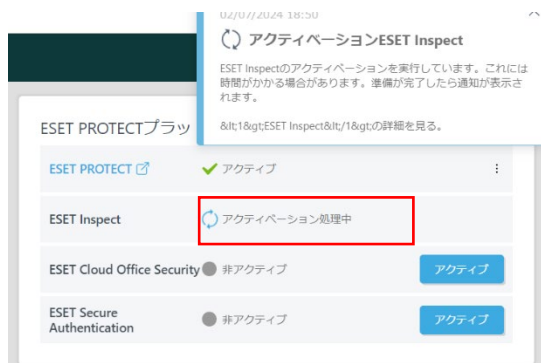 02/07/2024 18:50
アクティベーションESET Inspect
ESET Inspectのアクティベーションを実行しています。これには
時間がかかる場合があります。準備が完了したら通知が表示さ
れます。
&lt;1&gt;ESET Inspect&lt;/1&gt;の詳細を見る。
ESET PROTECTプラッ
ESET PROTECT
アクティブ
ESET Inspect
アクティベーション処理中
ESET Cloud Office Security
非アクティブ
アクティブ
ESET Secure
Authentication
非アクティブ
アクティブ